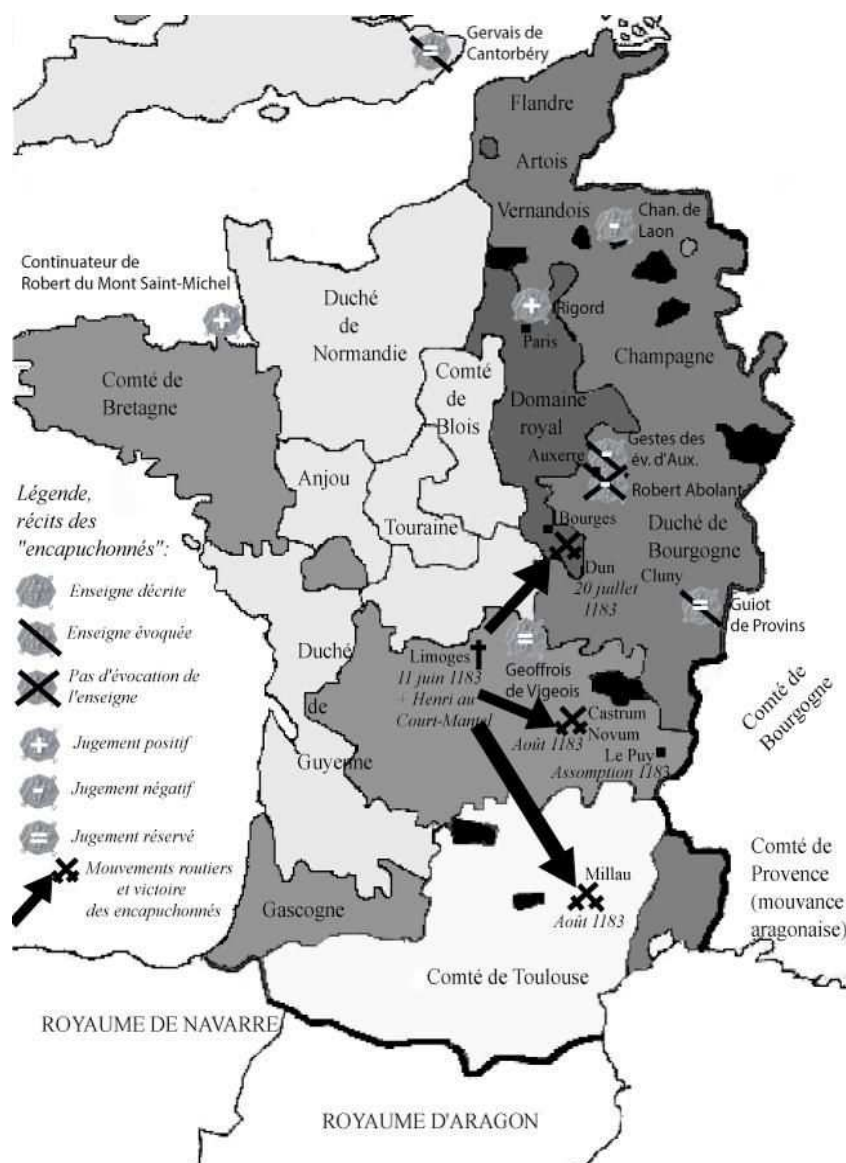 Gervais de
Cantorbéry
Flandre
Artois
Vernandois
Chan. de
Laon
Continuateur de
Robert du Mont Saint-Michel
+
Rigord
Paris
Duché
de
Normandie
Champagne
Comté de
Bretagne
Comté
de
Blois
Domaine
royal
Gestes des
év. d'Aux.
Auxerre
Robert Abolant
Anjou
Légende,
récits des
"encapuchonnés":
Touraine
Bourges
Duché de
Bourgogne
Dun
20 juillet
1183
Cluny
Guiot
de Provins
Enseigne décrite
Enseigne évoquée
Pas d'évocation de
l'enseigne
Duché
de
Guyenne
Limoges
11 juin 1183
+ Henri au
Court-Mantel
Geoffrois
de Vigeois
Castrum
Novum
Août 1183
Le Puy
Assomption 1183
Comté de
Bourgogne
+
Jugement positif
-
Jugement négatif
=
Jugement réservé
Mouvements routiers
et victoire
des encapuchonnés
Millau
Août 1183
Comté de
Provence
(mouvance
aragonaise)
Gascogne
Comté de Toulouse
ROYAUME DE NAVARRE
ROYAUME D'ARAGON